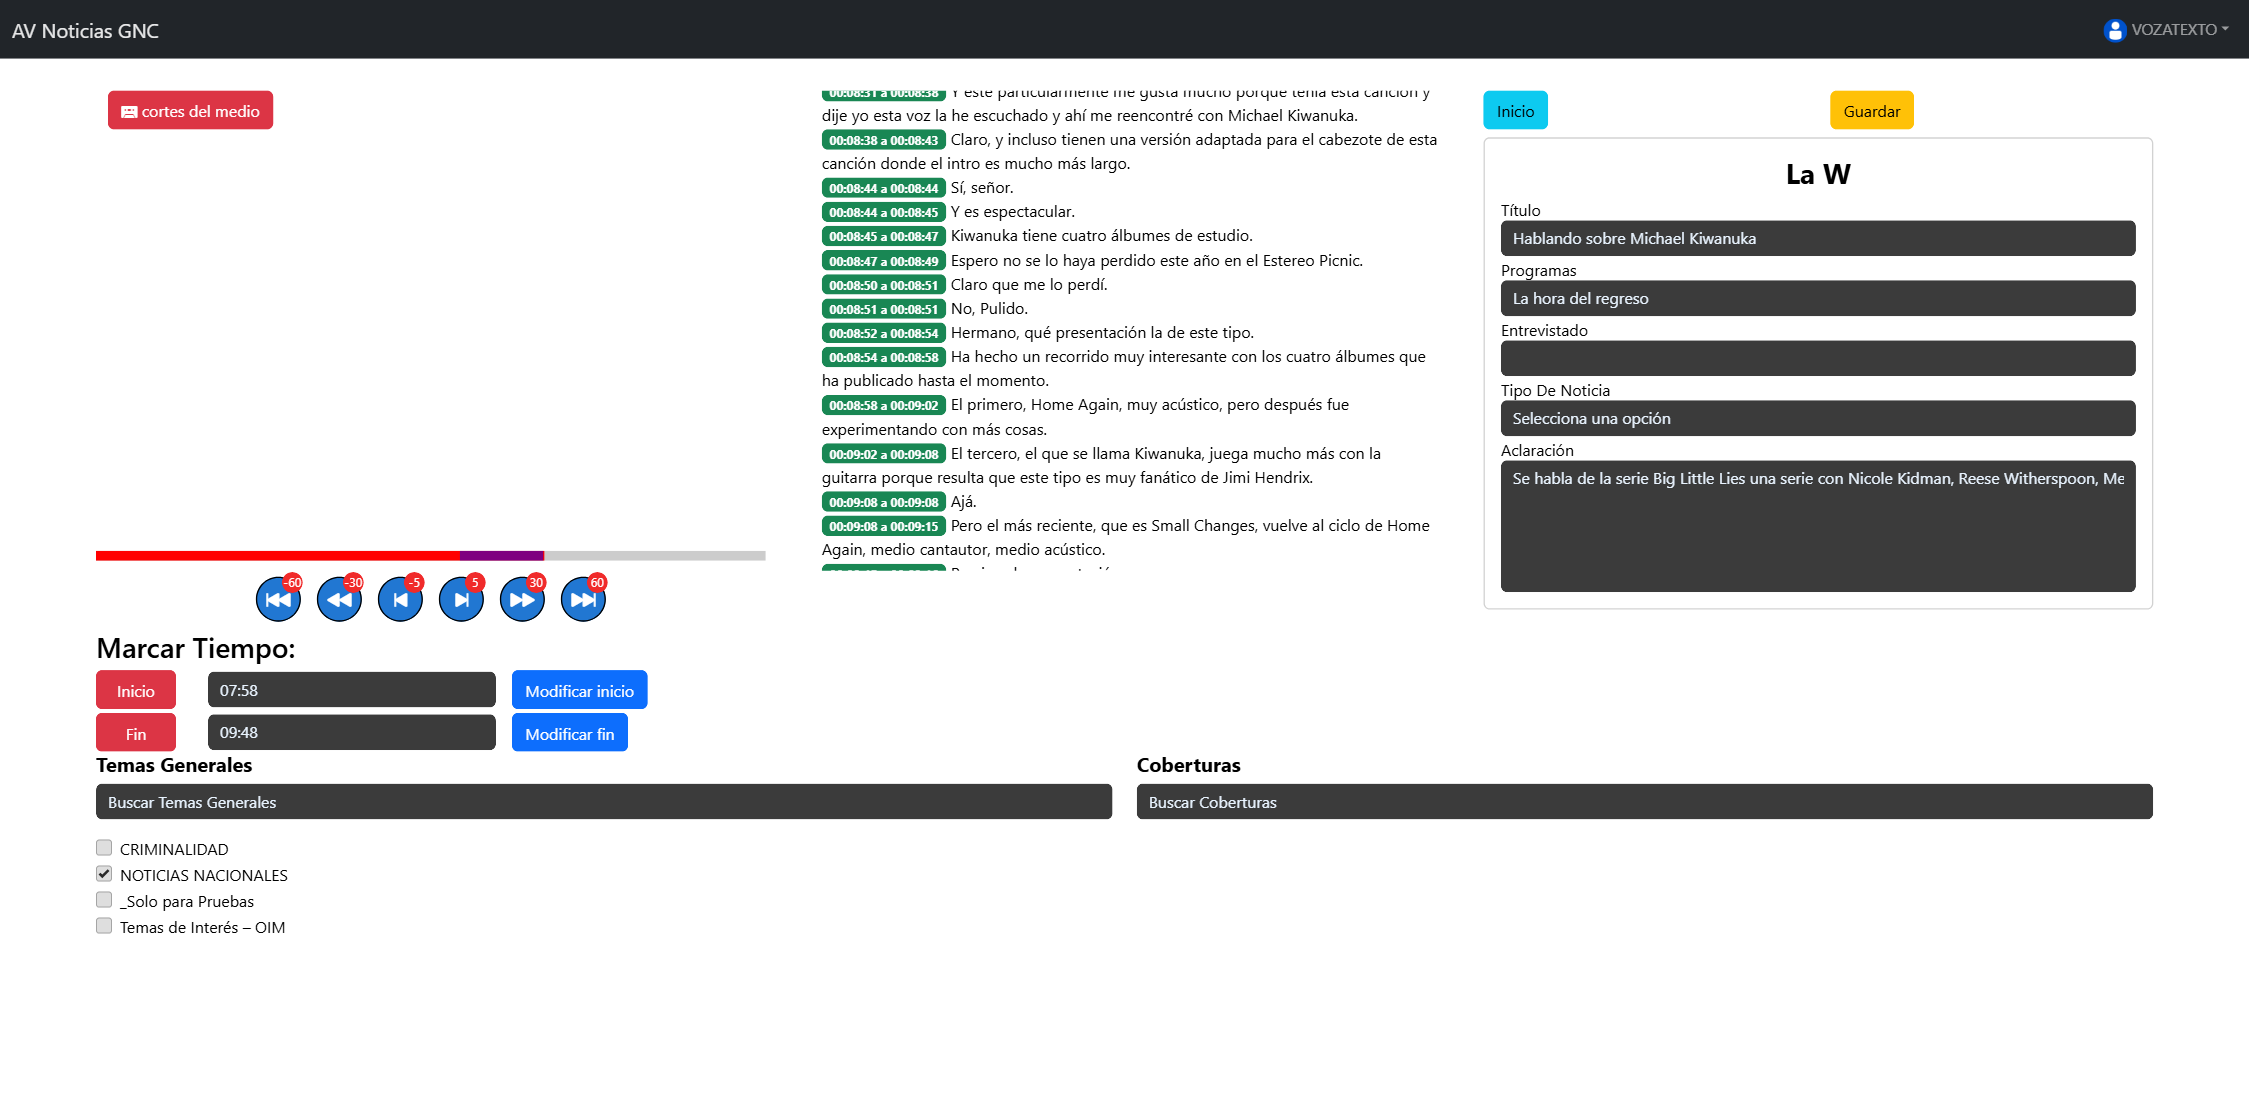 AV Noticias GNC
VOZATEXTO
cortes del medio
-60
-30
-5
5
30
60
Marcar Tiempo:
Inicio
07:58
Modificar inicio
Fin
09:48
Modificar fin
00:08:31 a 00:08:38 Y este particularmente me gusta mucho porque tenía esta canción y
dije yo esta voz la he escuchado y ahí me reencontré con Michael Kiwanuka.
00:08:38 a 00:08:43 Claro, y incluso tienen una versión adaptada para el cabezote de esta
canción donde el intro es mucho más largo.
00:08:44 a 00:08:44 Sí, señor.
00:08:44 a 00:08:45 Y es espectacular.
00:08:45 a 00:08:47 Kiwanuka tiene cuatro álbumes de estudio.
00:08:47 a 00:08:49 Espero no se lo haya perdido este año en el Estereo Picnic.
00:08:50 a 00:08:51 Claro que me lo perdí.
00:08:51 a 00:08:51 No, Pulido.
00:08:52 a 00:08:54 Hermano, qué presentación la de este tipo.
00:08:54 a 00:08:58 Ha hecho un recorrido muy interesante con los cuatro álbumes que
ha publicado hasta el momento.
00:08:58 a 00:09:02 El primero, Home Again, muy acústico, pero después fue
experimentando con más cosas.
00:09:02 a 00:09:08 El tercero, el que se llama Kiwanuka, juega mucho más con la
guitarra porque resulta que este tipo es muy fanático de Jimi Hendrix.
00:09:08 a 00:09:08 Ajá.
00:09:08 a 00:09:15 Pero el más reciente, que es Small Changes, vuelve al ciclo de Home
Again, medio cantautor, medio acústico.
Inicio
Guardar
La W
Título
Hablando sobre Michael Kiwanuka
Programas
La hora del regreso
Entrevistado
Tipo De Noticia
Selecciona una opción
Aclaración
Se habla de la serie Big Little Lies una serie con Nicole Kidman, Reese Witherspoon, Me
Temas Generales
Buscar Temas Generales
CRIMINALIDAD
NOTICIAS NACIONALES
_Solo para Pruebas
Temas de Interés – OIM
Coberturas
Buscar Coberturas